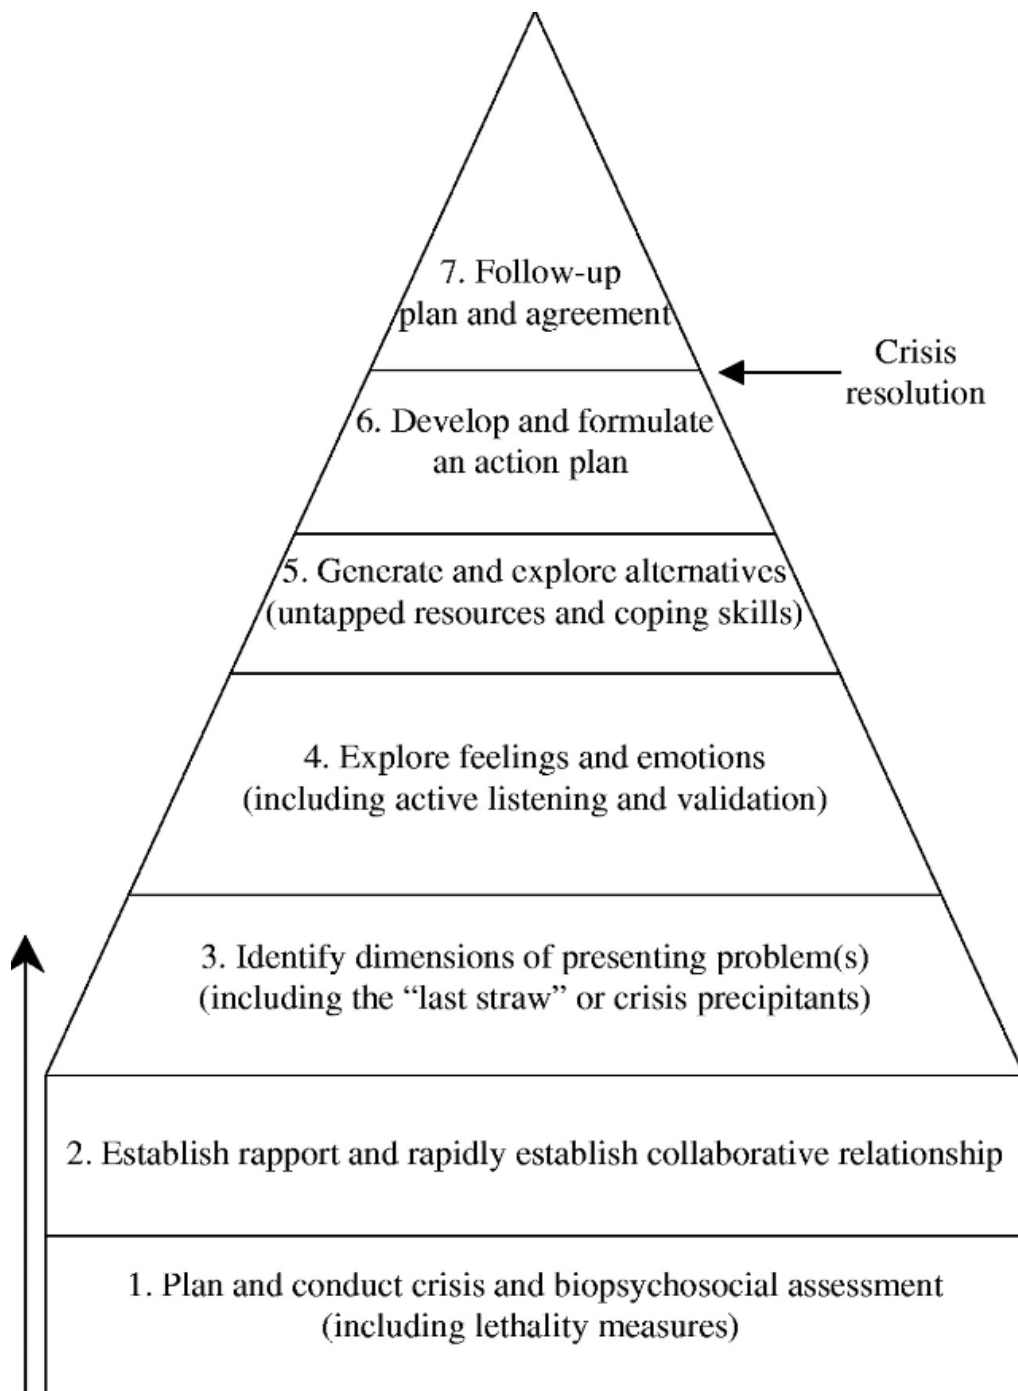 7. Follow-up
plan and agreement
Crisis
resolution
6. Develop and formulate
an action plan
5. Generate and explore alternatives
(untapped resources and coping skills)
4. Explore feelings and emotions
(including active listening and validation)
3. Identify dimensions of presenting problem(s)
(including the “last straw” or crisis precipitants)
2. Establish rapport and rapidly establish collaborative relationship
1. Plan and conduct crisis and biopsychosocial assessment
(including lethality measures)